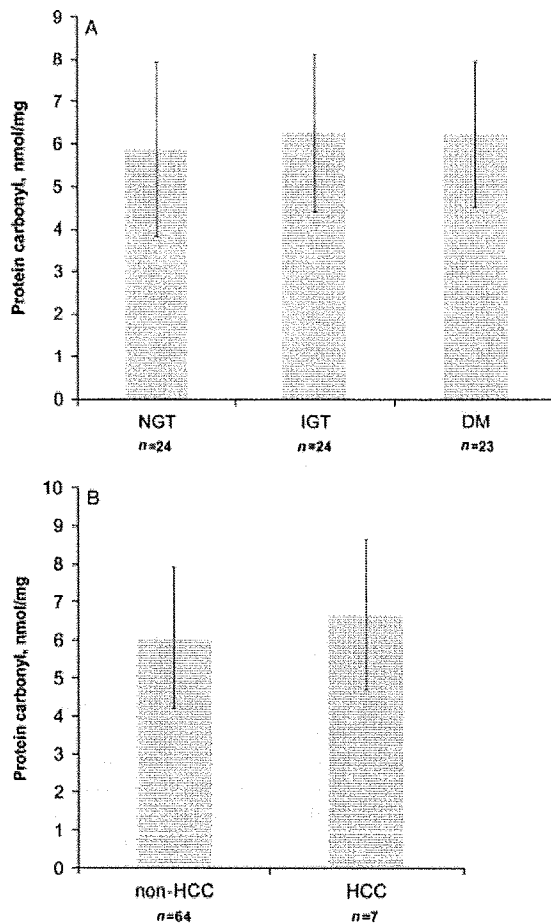 A
Protein carbonyl, nmol/mg
9
8
7
6
5
4
3
2
1
0
NGT
IGT
DM
n=24
n=24
n=23
B
Protein carbonyl, nmol/mg
10
9
8
7
6
5
4
3
2
1
0
non-HCC
HCC
n=64
n=7